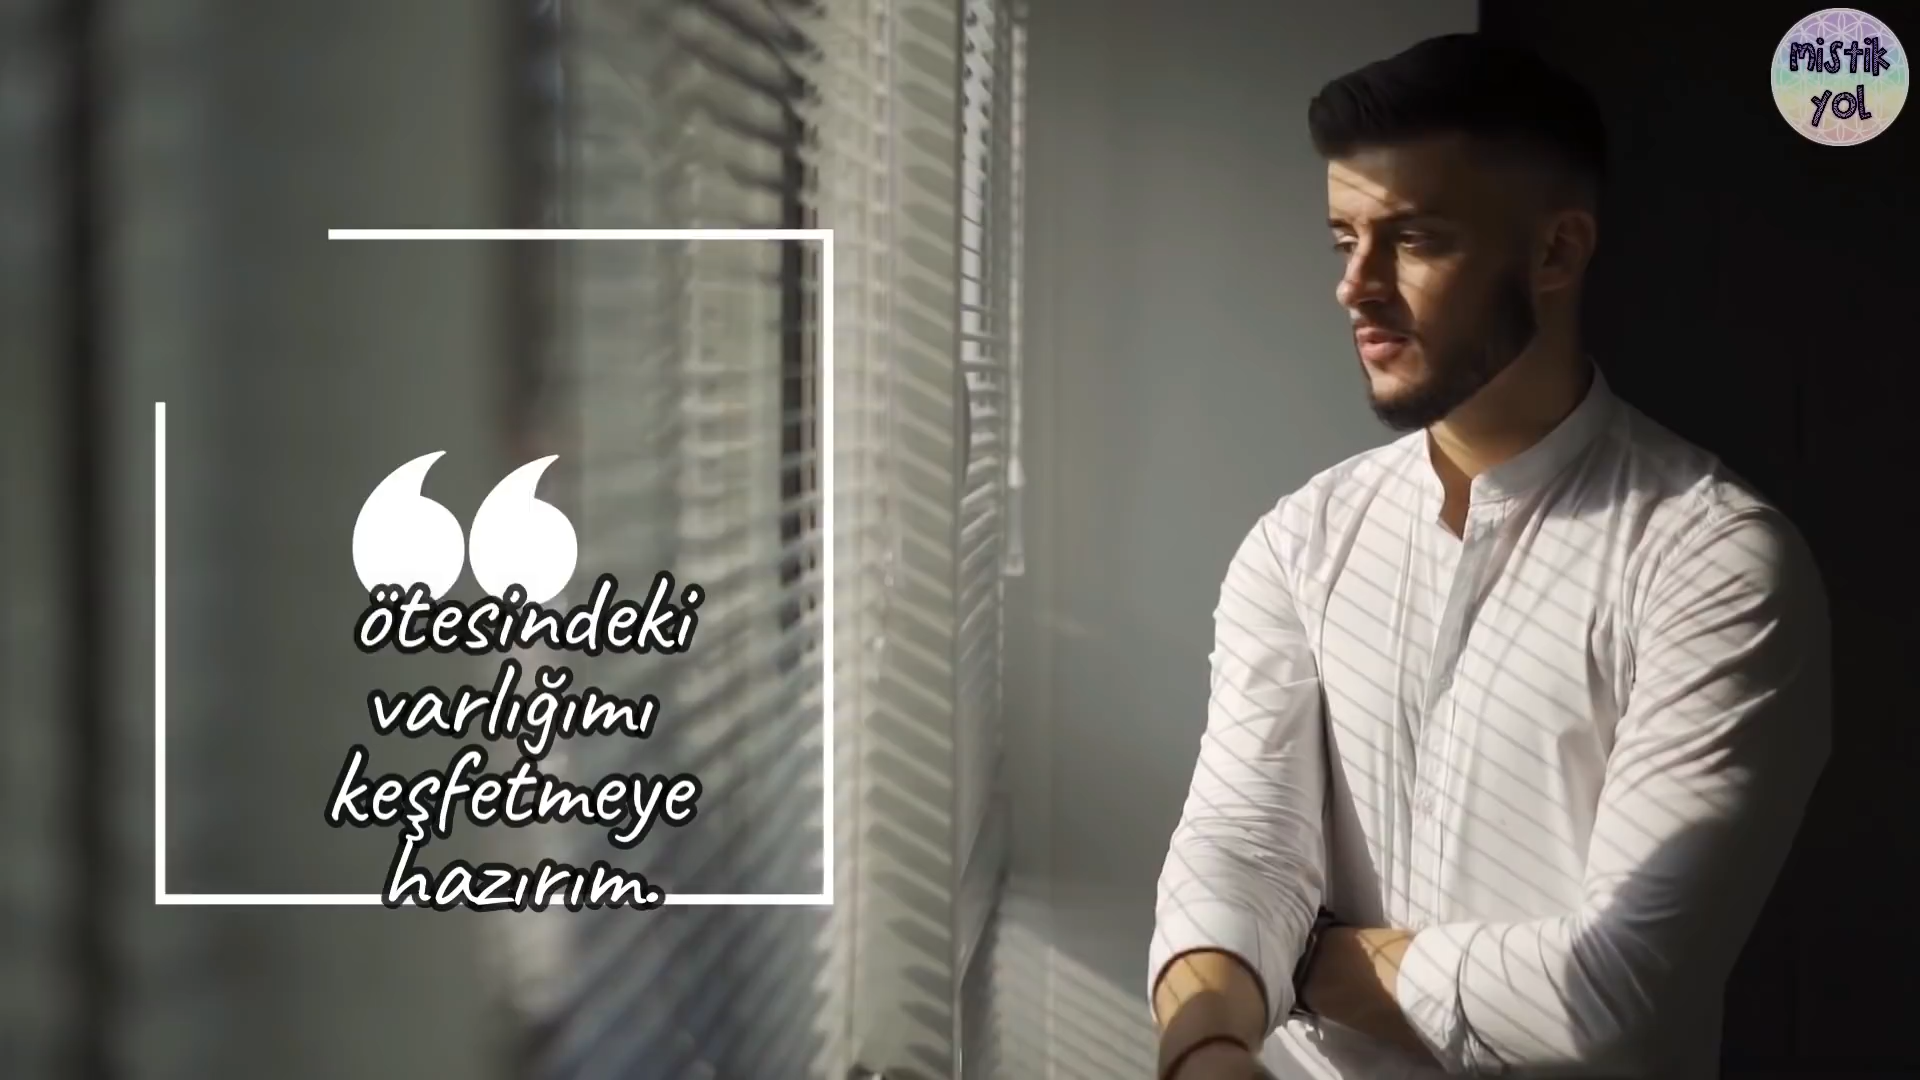 mistik
yol
ötesindeki
varlığımı
keşfetmeye
hazırım.